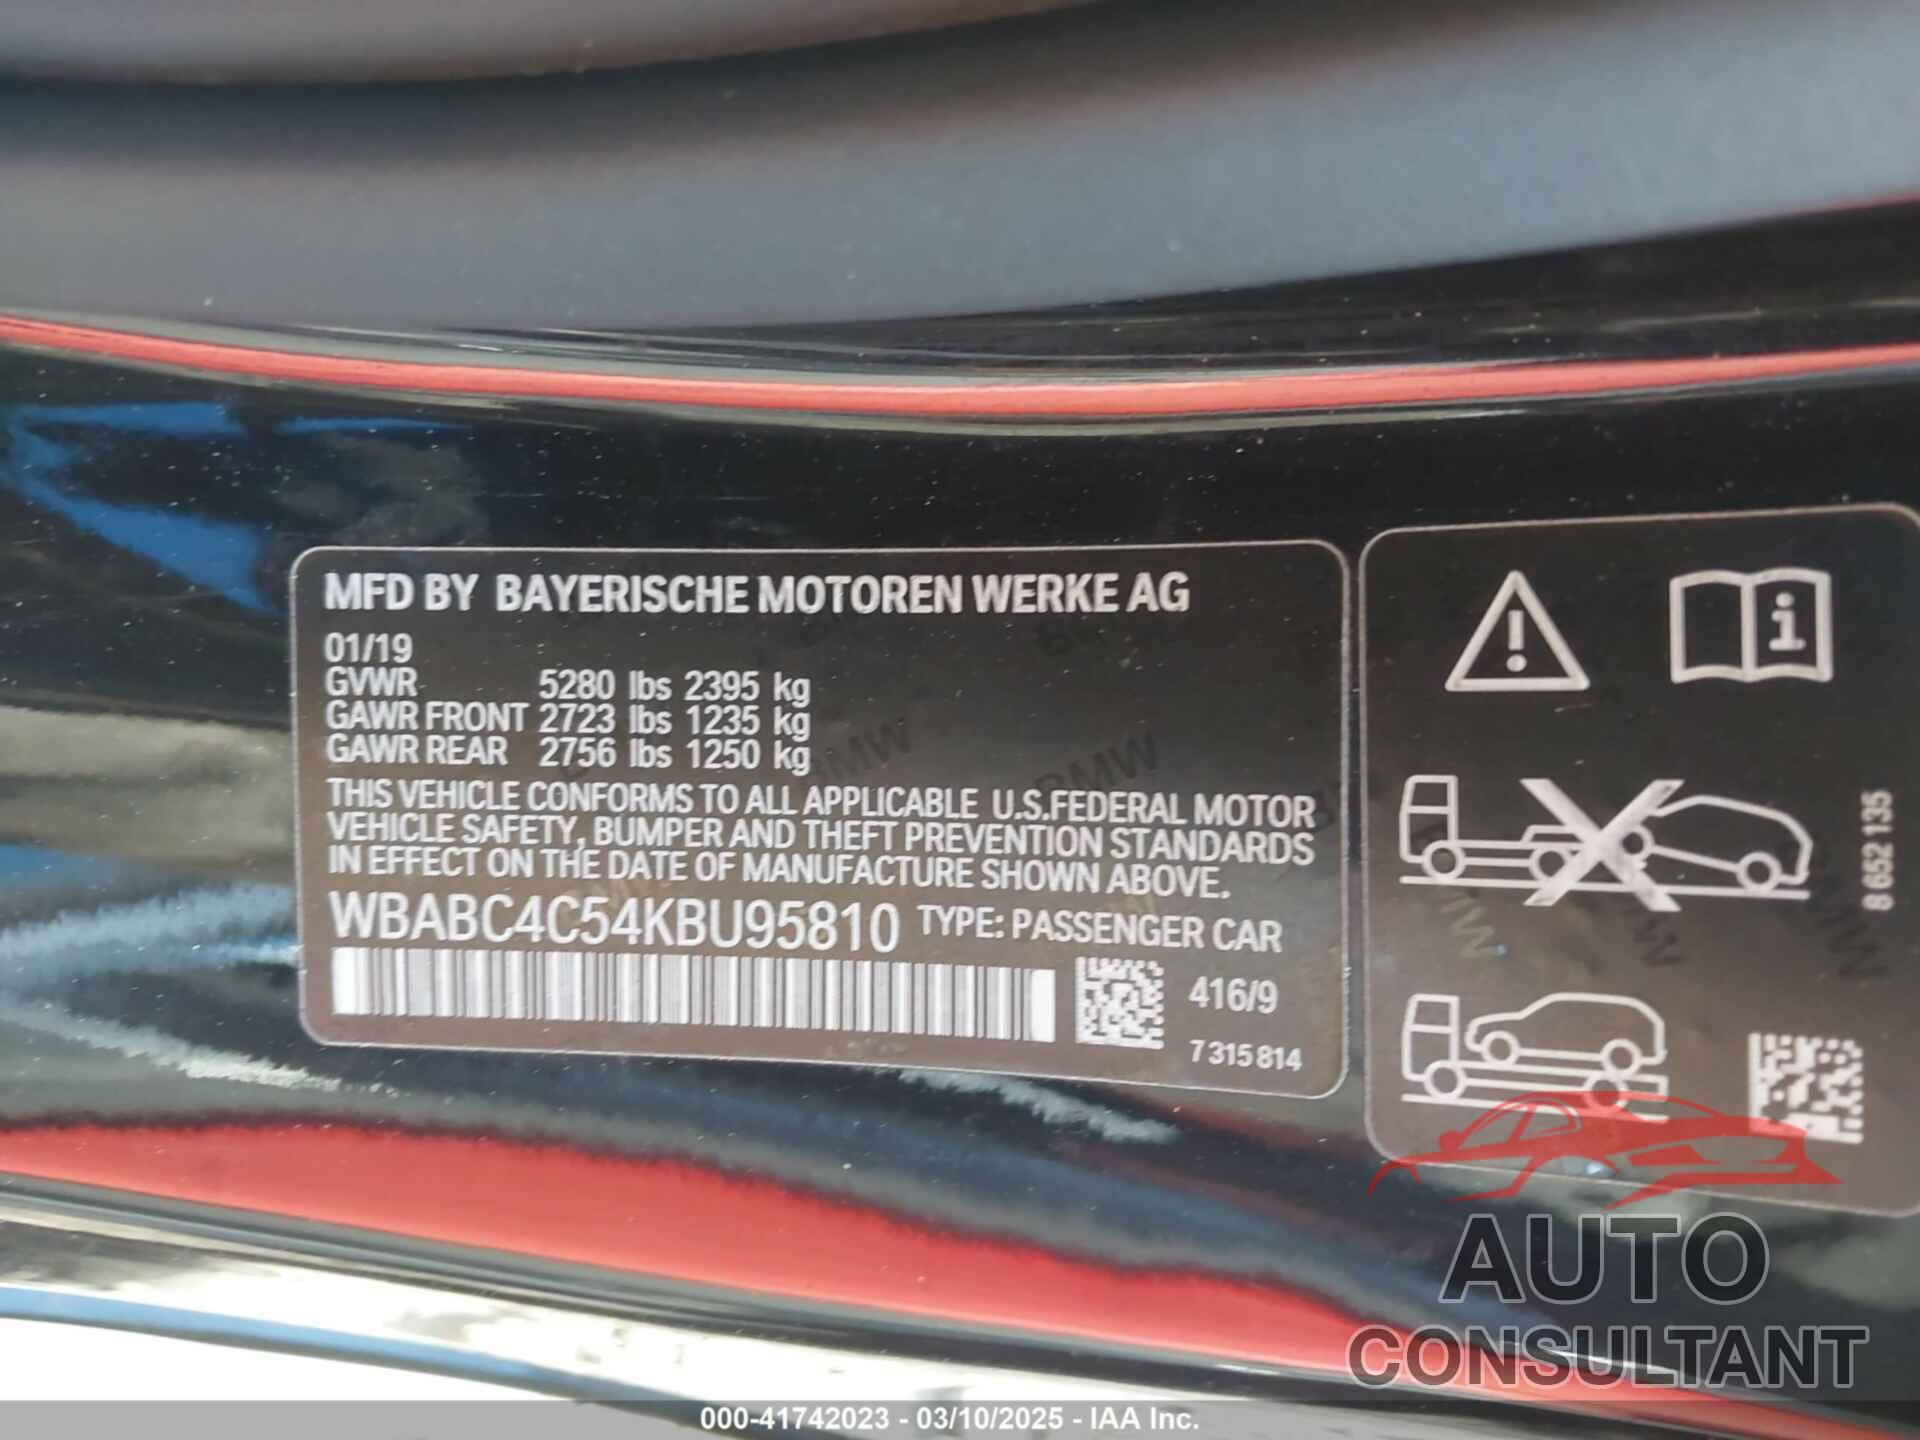 MFD BY BAYERISCHE MOTOREN WERKE AG
01/19
GVWR 5280 lbs 2395 kg
GAWR FRONT 2723 lbs 1235 kg
GAWR REAR 2756 lbs 1250 kg
THIS VEHICLE CONFORMS TO ALL APPLICABLE U.S.FEDERAL MOTOR
VEHICLE SAFETY, BUMPER AND THEFT PREVENTION STANDARDS
IN EFFECT ON THE DATE OF MANUFACTURE SHOWN ABOVE.
WBABC4C54KBU95810 TYPE: PASSENGER CAR
416/9
7 315 814
8 652 135
AUTO
CONSULTANT
000-41742023 - 03/10/2025 - IAA Inc.